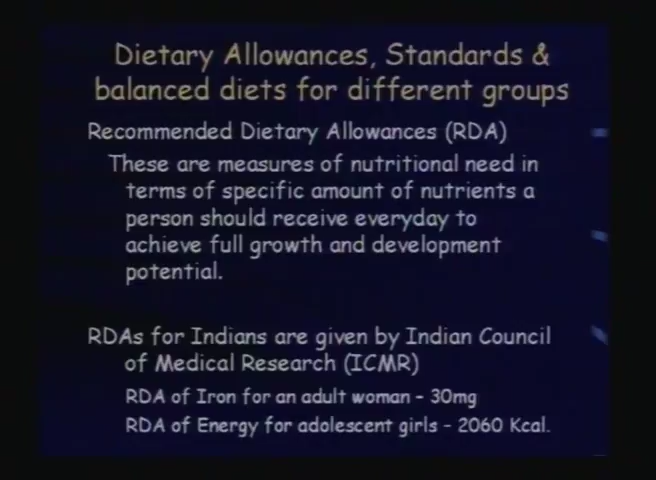 Dietary Allowances, Standards &
balanced diets for different groups
Recommended Dietary Allowances (RDA)
These are measures of nutritional need in
terms of specific amount of nutrients a
person should receive everyday to
achieve full growth and development
potential.
RDAs for Indians are given by Indian Council
of Medical Research (ICMR)
RDA of Iron for an adult woman - 30mg
RDA of Energy for adolescent girls - 2060 Kcal.